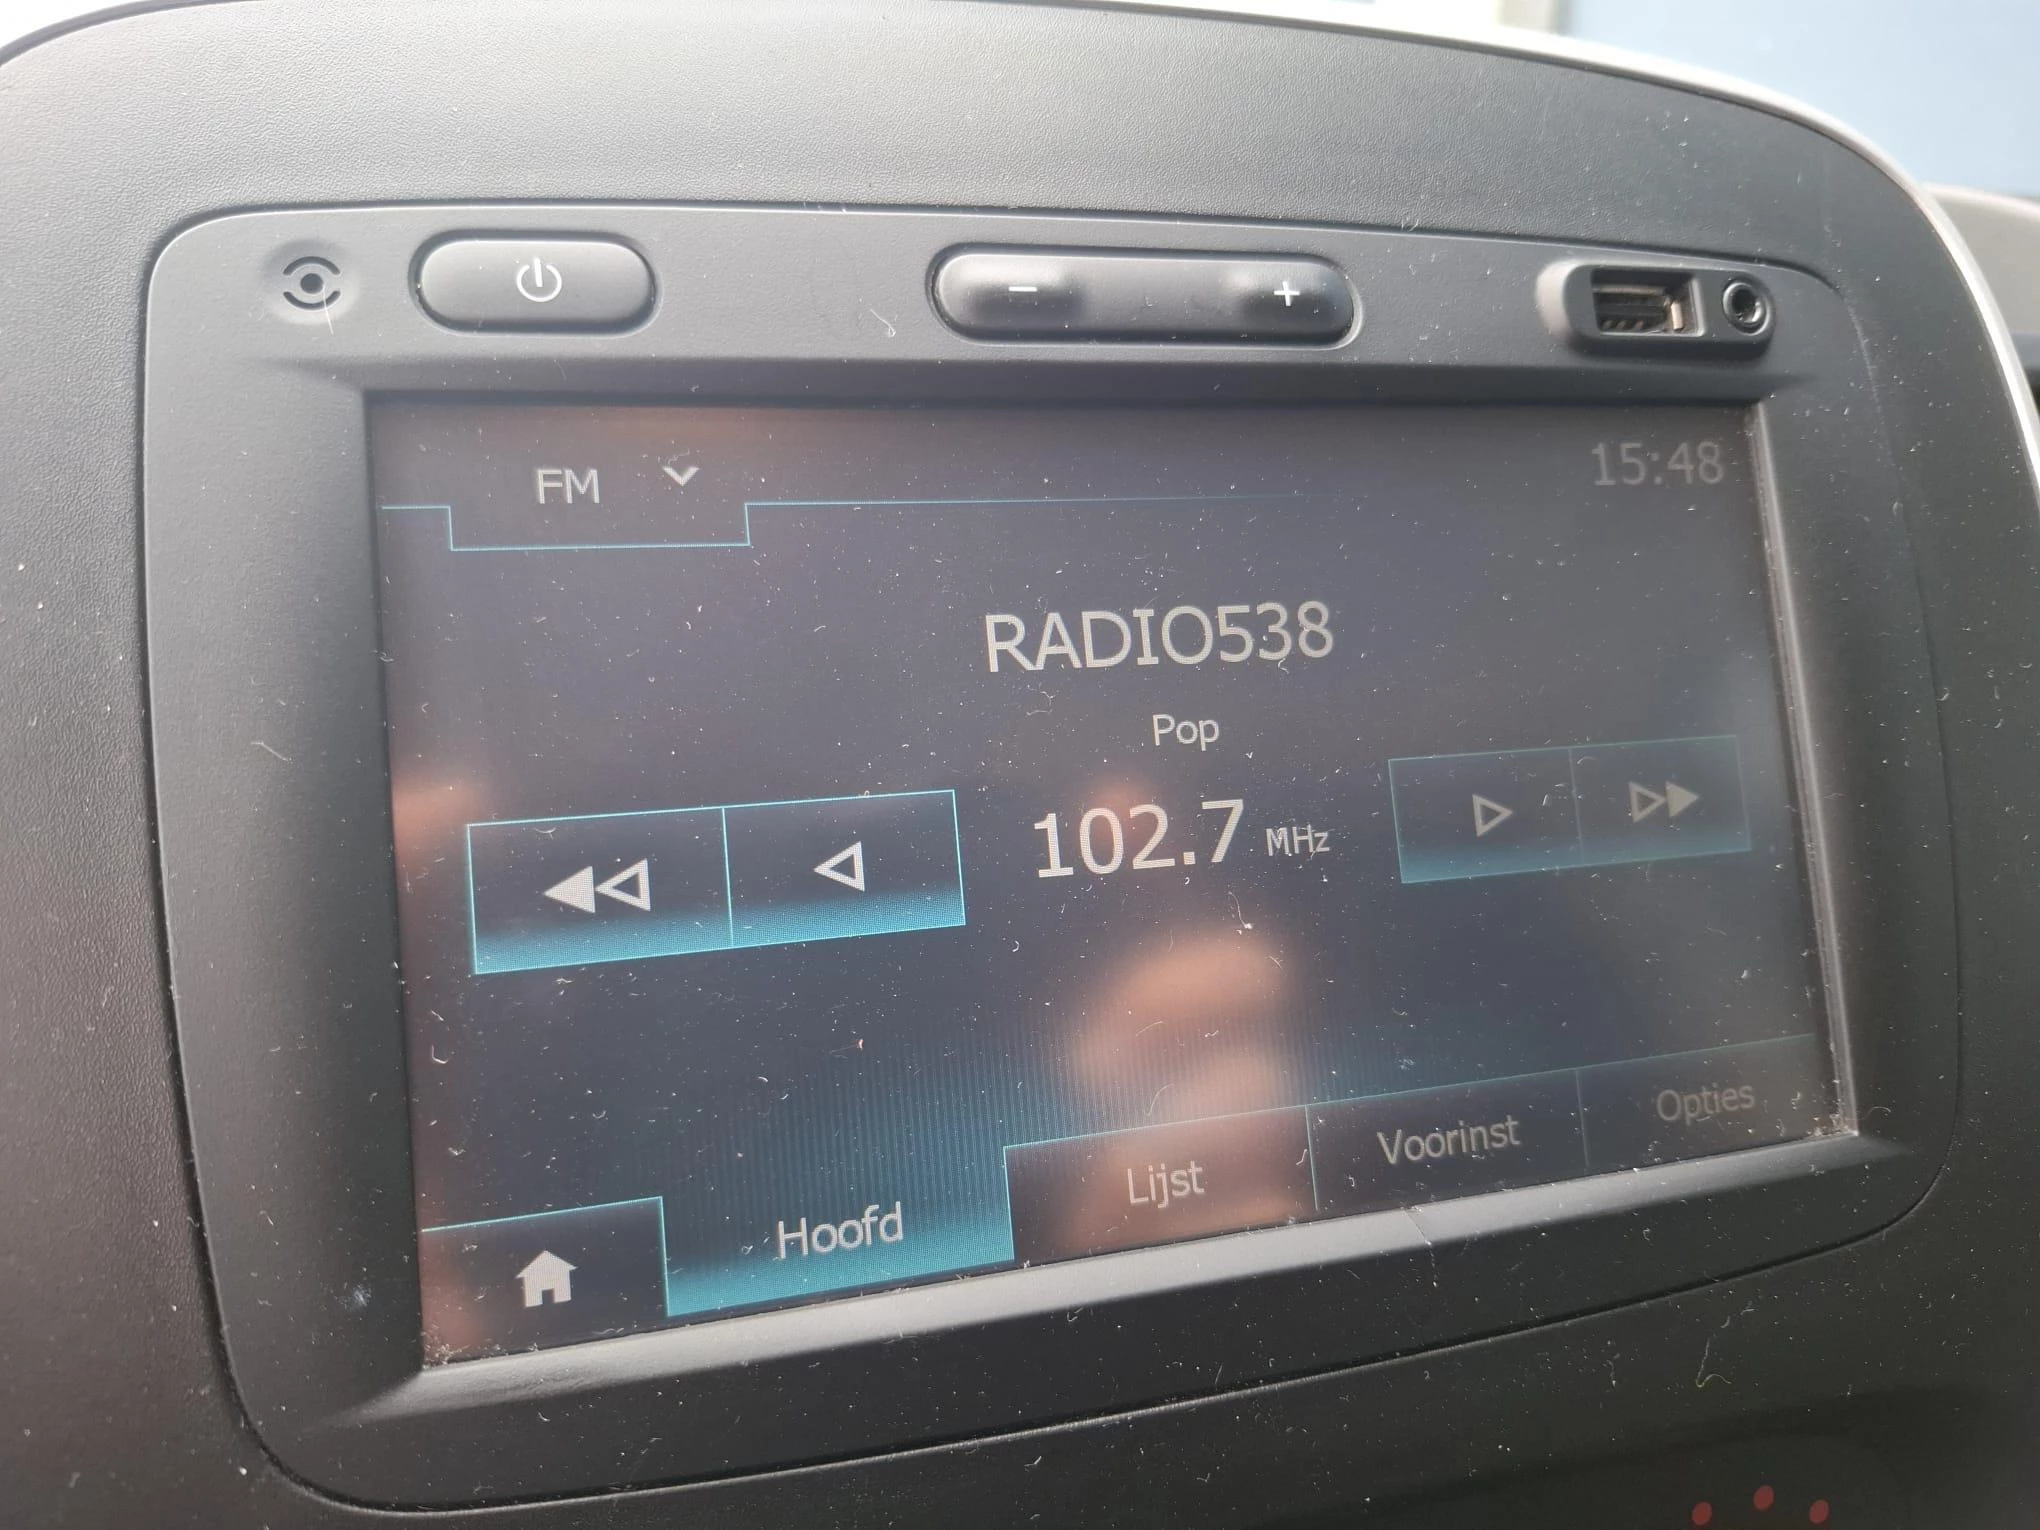 FM
15:48
RADIO538
Pop
102.7 MHz
Hoofd
Lijst
Voorinst
Opties